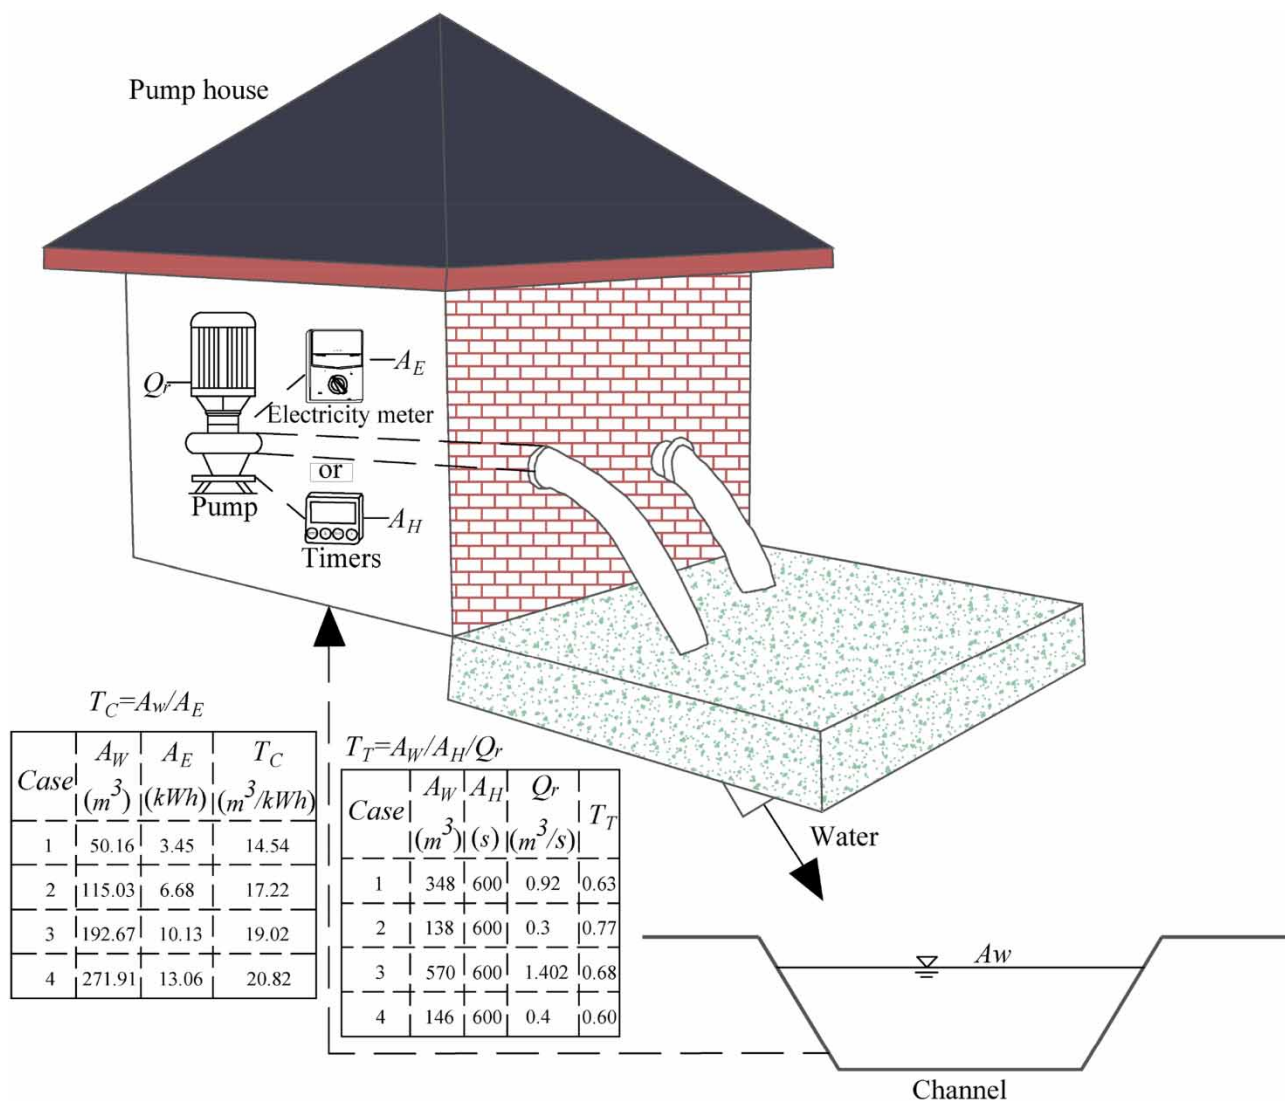 Pump house
Q_r
A_E
Electricity meter
or
Pump
A_H
Timers
T_C=A_w/A_E
Case A_W (m^3) A_E (kWh) T_C (m^3/kWh)
1 50.16 3.45 14.54
2 115.03 6.68 17.22
3 192.67 10.13 19.02
4 271.91 13.06 20.82
T_T=A_W/A_H/Q_r
Case A_W (m^3) A_H (s) Q_r (m^3/s) T_T
1 348 600 0.92 0.63
2 138 600 0.3 0.77
3 570 600 1.402 0.68
4 146 600 0.4 0.60
Water
Aw
Channel